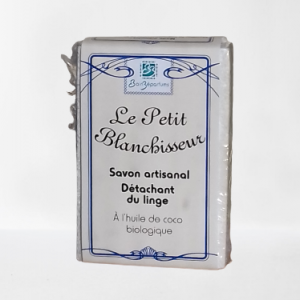 Le Petit
Blanchisseur
Savon artisanal
Détachant
du linge
À l'huile de coco
biologique